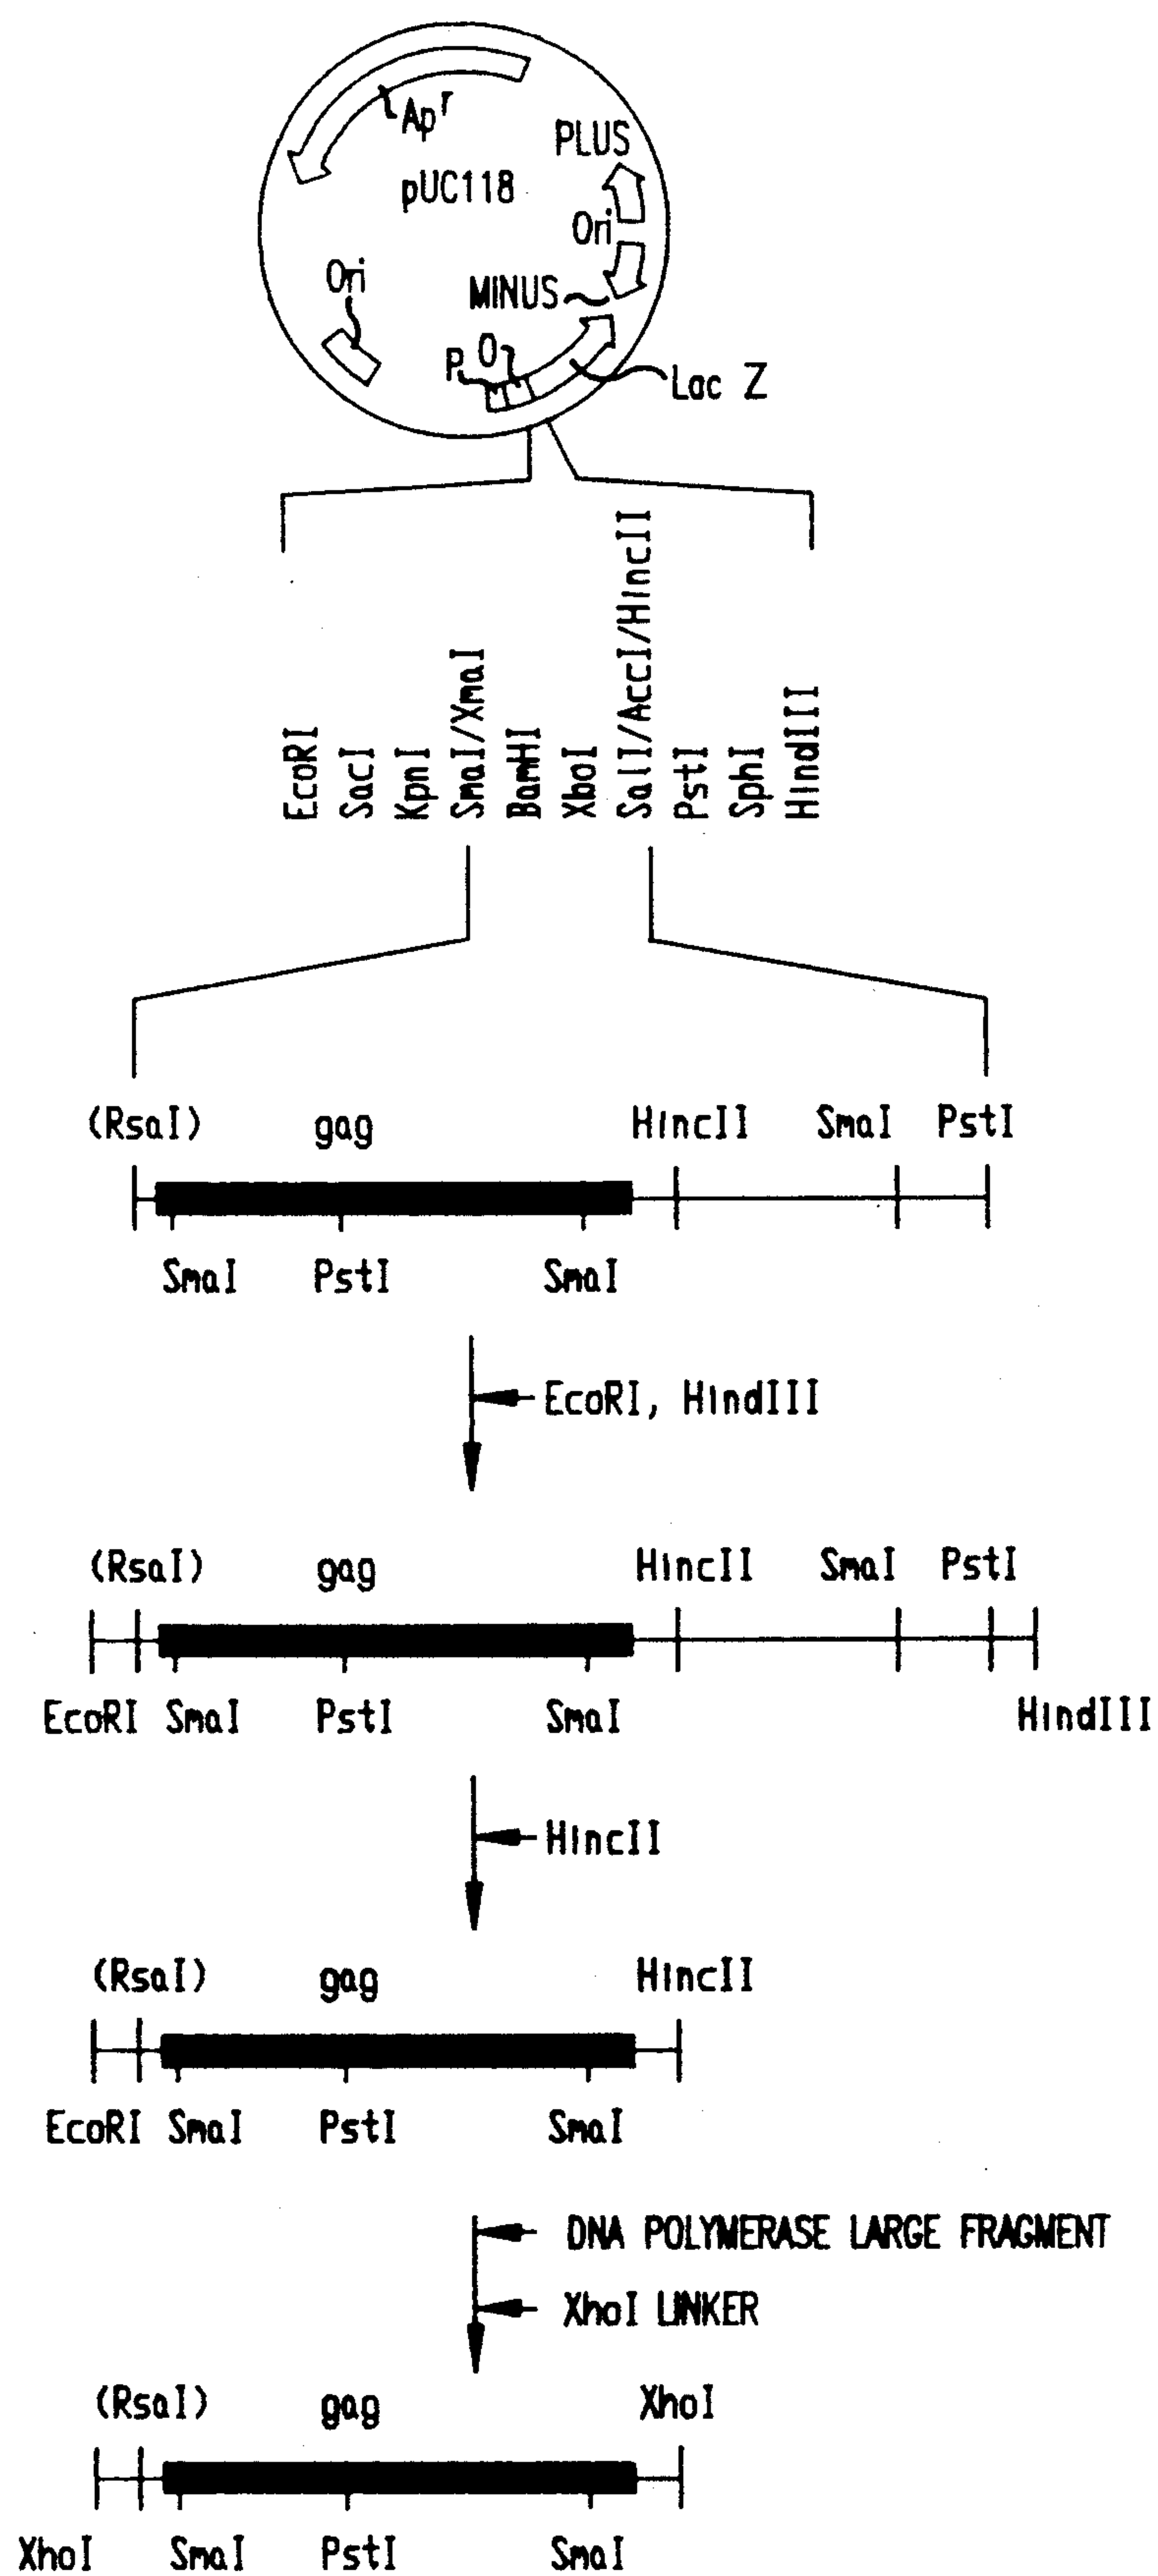 Apʳ
PLUS
pUC118
Ori
Ori
MINUS
P O
Lac Z
EcoRI
SacI
KpnI
SmaI/XmaI
BamHI
XboI
SalI/AccI/HincII
PstI
SphI
HindIII
(RsaI) gag HincII SmaI PstI
SmaI PstI SmaI
EcoRI, HindIII
(RsaI) gag HincII SmaI PstI
EcoRI SmaI PstI SmaI HindIII
HincII
(RsaI) gag HincII
EcoRI SmaI PstI SmaI
DNA POLYMERASE LARGE FRAGMENT
XhoI LINKER
(RsaI) gag XhoI
XhoI SmaI PstI SmaI